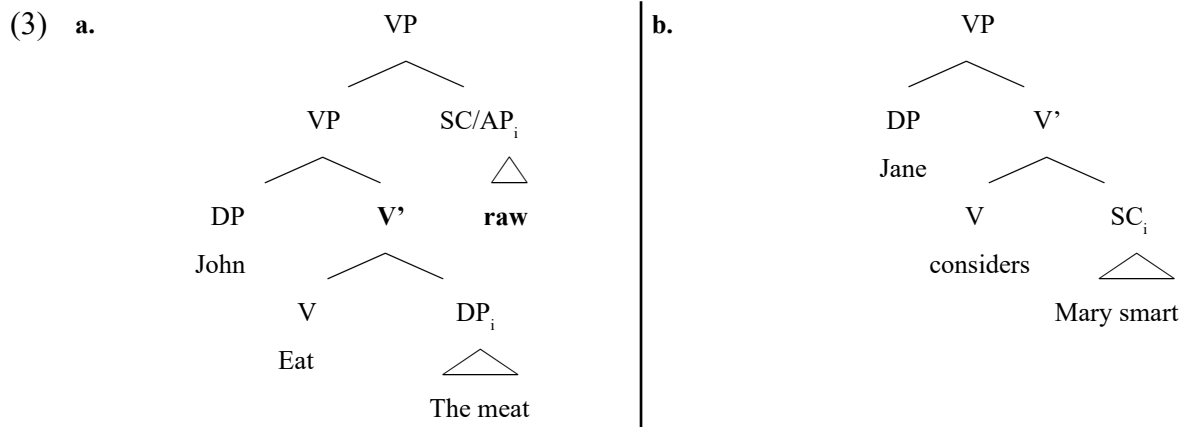 (3) a. VP
VP SC/APi
DP V’ raw
John
V DPi
Eat
The meat
b. VP
DP V’
Jane
V SCi
considers
Mary smart